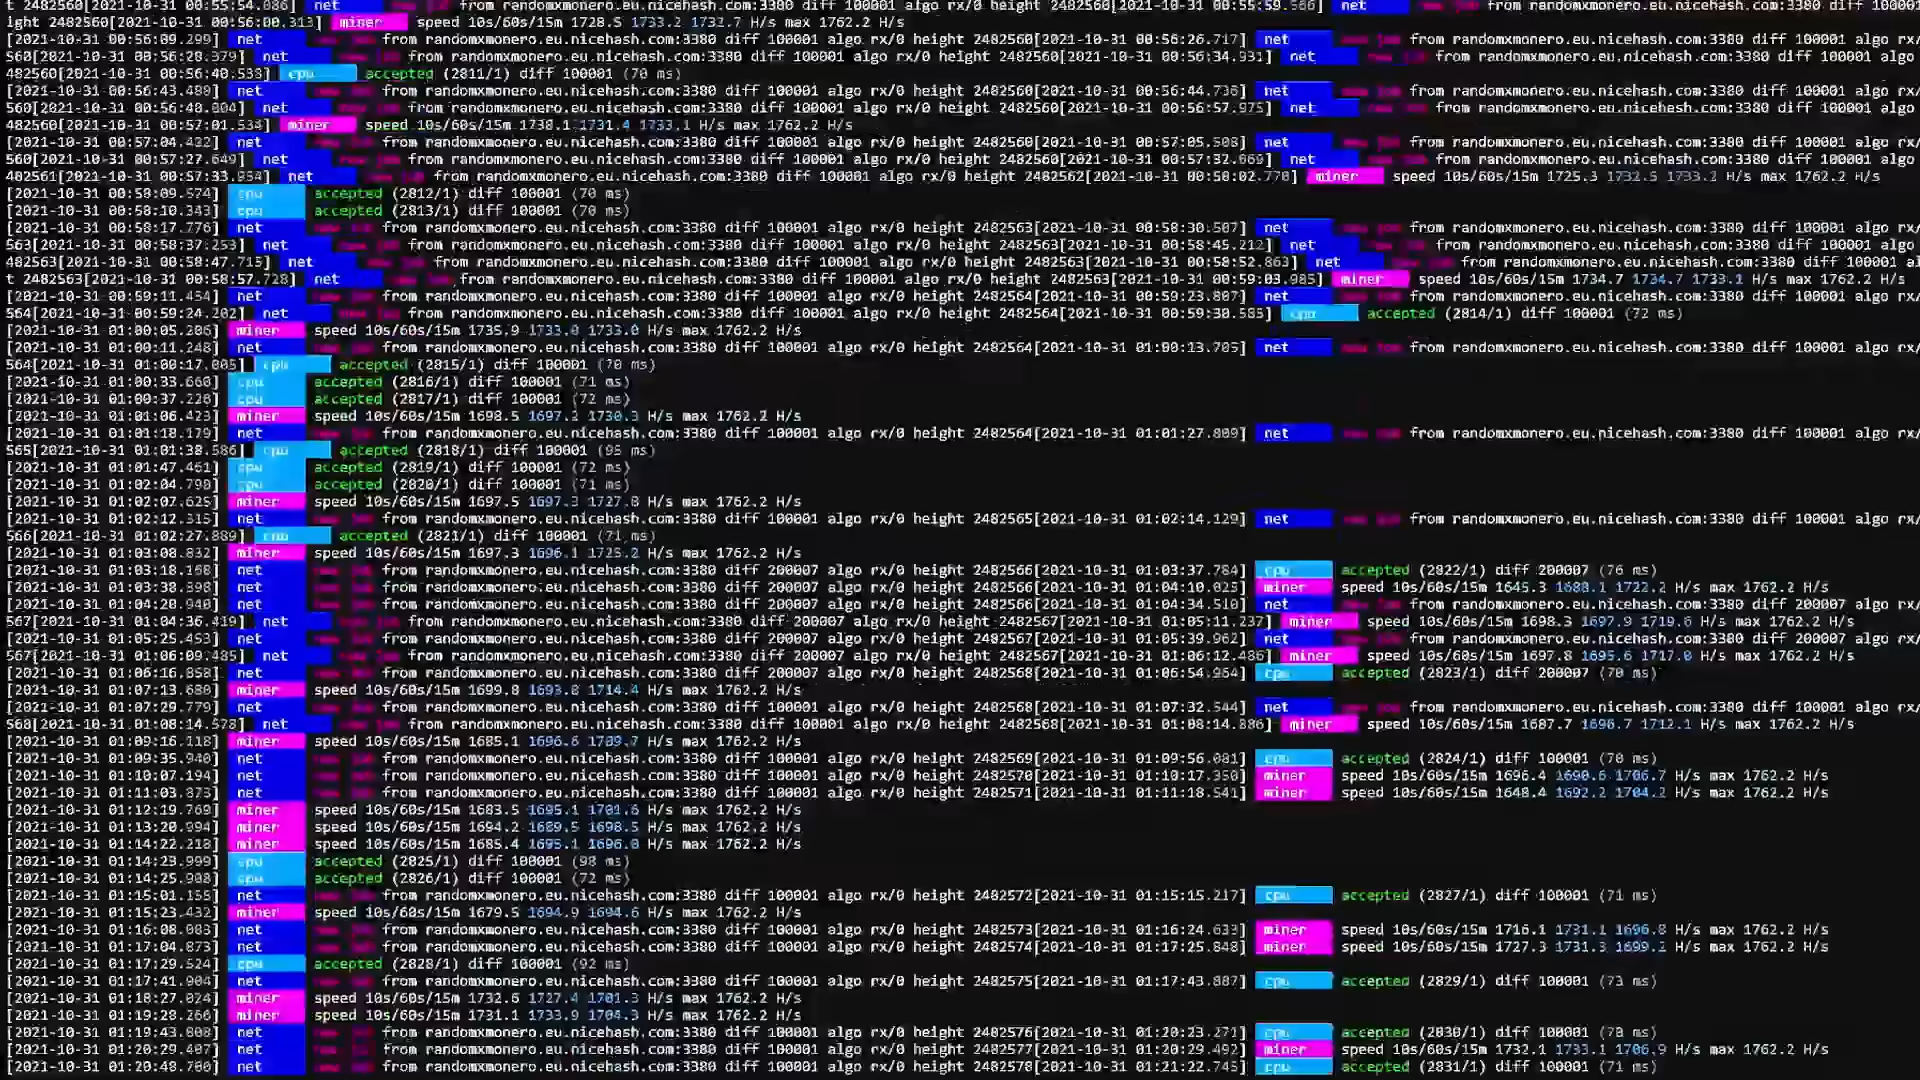 t 2482560[2021-10-31 00:55:54.086] net from randomxmonero.eu.nicehash.com:3380 diff 100001 algo rx/0 height 2482560[2021-10-31 00:55:59.566] net from randomxmonero.eu.nicehash.com:3380 diff 100001
ight 2482560[2021-10-31 00:56:00.313] miner speed 10s/60s/15m 1728.5 1733.2 1732.7 H/s max 1762.2 H/s
[2021-10-31 00:56:09.299] net from randomxmonero.eu.nicehash.com:3380 diff 100001 algo rx/0 height 2482560[2021-10-31 00:56:26.717] net from randomxmonero.eu.nicehash.com:3380 diff 100001 algo rx/
560[2021-10-31 00:56:28.379] net from randomxmonero.eu.nicehash.com:3380 diff 100001 algo rx/0 height 2482560[2021-10-31 00:56:34.931] net from randomxmonero.eu.nicehash.com:3380 diff 100001 algo
482560[2021-10-31 00:56:40.533] cpu accepted (2811/1) diff 100001 (70 ms)
[2021-10-31 00:56:43.480] net from randomxmonero.eu.nicehash.com:3380 diff 100001 algo rx/0 height 2482560[2021-10-31 00:56:44.736] net from randomxmonero.eu.nicehash.com:3380 diff 100001 algo rx/
560[2021-10-31 00:56:48.004] net from randomxmonero.eu.nicehash.com:3380 diff 100001 algo rx/0 height 2482560[2021-10-31 00:56:57.975] net from randomxmonero.eu.nicehash.com:3380 diff 100001 algo
482560[2021-10-31 00:57:01.534] miner speed 10s/60s/15m 1738.1 1731.4 1733.1 H/s max 1762.2 H/s
[2021-10-31 00:57:04.422] net from randomxmonero.eu.nicehash.com:3380 diff 100001 algo rx/0 height 2482560[2021-10-31 00:57:05.508] net from randomxmonero.eu.nicehash.com:3380 diff 100001 algo rx/
560[2021-10-31 00:57:27.649] net from randomxmonero.eu.nicehash.com:3380 diff 100001 algo rx/0 height 2482560[2021-10-31 00:57:32.669] net from randomxmonero.eu.nicehash.com:3380 diff 100001 algo
482561[2021-10-31 00:57:33.954] net from randomxmonero.eu.nicehash.com:3380 diff 100001 algo rx/0 height 2482562[2021-10-31 00:58:02.770] miner speed 10s/60s/15m 1725.3 1732.5 1733.2 H/s max 1762.2 H/s
[2021-10-31 00:58:09.574] cpu accepted (2812/1) diff 100001 (70 ms)
[2021-10-31 00:58:10.343] cpu accepted (2813/1) diff 100001 (70 ms)
[2021-10-31 00:58:17.776] net from randomxmonero.eu.nicehash.com:3380 diff 100001 algo rx/0 height 2482563[2021-10-31 00:58:30.507] net from randomxmonero.eu.nicehash.com:3380 diff 100001 algo rx/
563[2021-10-31 00:58:37.253] net from randomxmonero.eu.nicehash.com:3380 diff 100001 algo rx/0 height 2482563[2021-10-31 00:58:45.212] net from randomxmonero.eu.nicehash.com:3380 diff 100001 algo
482563[2021-10-31 00:58:47.715] net from randomxmonero.eu.nicehash.com:3380 diff 100001 algo rx/0 height 2482563[2021-10-31 00:58:52.863] net from randomxmonero.eu.nicehash.com:3380 diff 100001 al
t 2482563[2021-10-31 00:58:57.728] net from randomxmonero.eu.nicehash.com:3380 diff 100001 algo rx/0 height 2482563[2021-10-31 00:59:03.985] miner speed 10s/60s/15m 1734.7 1734.7 1733.1 H/s max 1762.2 H/s
[2021-10-31 00:59:11.454] net from randomxmonero.eu.nicehash.com:3380 diff 100001 algo rx/0 height 2482564[2021-10-31 00:59:23.807] net from randomxmonero.eu.nicehash.com:3380 diff 100001 algo rx/
564[2021-10-31 00:59:24.202] net from randomxmonero.eu.nicehash.com:3380 diff 100001 algo rx/0 height 2482564[2021-10-31 00:59:30.585] cpu accepted (2814/1) diff 100001 (72 ms)
[2021-10-31 01:00:05.206] miner speed 10s/60s/15m 1735.9 1733.0 1733.0 H/s max 1762.2 H/s
[2021-10-31 01:00:11.248] net from randomxmonero.eu.nicehash.com:3380 diff 100001 algo rx/0 height 2482564[2021-10-31 01:00:13.705] net from randomxmonero.eu.nicehash.com:3380 diff 100001 algo rx/
564[2021-10-31 01:00:17.005] cpu accepted (2815/1) diff 100001 (70 ms)
[2021-10-31 01:00:33.660] cpu accepted (2816/1) diff 100001 (71 ms)
[2021-10-31 01:00:37.220] cpu accepted (2817/1) diff 100001 (72 ms)
[2021-10-31 01:01:06.423] miner speed 10s/60s/15m 1698.5 1697.2 1730.3 H/s max 1762.2 H/s
[2021-10-31 01:01:18.179] net from randomxmonero.eu.nicehash.com:3380 diff 100001 algo rx/0 height 2482564[2021-10-31 01:01:27.809] net from randomxmonero.eu.nicehash.com:3380 diff 100001 algo rx/
565[2021-10-31 01:01:38.586] cpu accepted (2818/1) diff 100001 (95 ms)
[2021-10-31 01:01:47.461] cpu accepted (2819/1) diff 100001 (72 ms)
[2021-10-31 01:02:04.790] cpu accepted (2820/1) diff 100001 (71 ms)
[2021-10-31 01:02:07.625] miner speed 10s/60s/15m 1697.5 1697.3 1727.8 H/s max 1762.2 H/s
[2021-10-31 01:02:12.315] net from randomxmonero.eu.nicehash.com:3380 diff 100001 algo rx/0 height 2482565[2021-10-31 01:02:14.129] net from randomxmonero.eu.nicehash.com:3380 diff 100001 algo rx/
566[2021-10-31 01:02:27.889] cpu accepted (2821/1) diff 100001 (71 ms)
[2021-10-31 01:03:08.832] miner speed 10s/60s/15m 1697.3 1696.1 1725.2 H/s max 1762.2 H/s
[2021-10-31 01:03:18.168] net from randomxmonero.eu.nicehash.com:3380 diff 200007 algo rx/0 height 2482566[2021-10-31 01:03:37.784] cpu accepted (2822/1) diff 200007 (76 ms)
[2021-10-31 01:03:38.398] net from randomxmonero.eu.nicehash.com:3380 diff 200007 algo rx/0 height 2482566[2021-10-31 01:04:10.025] miner speed 10s/60s/15m 1645.3 1688.1 1722.2 H/s max 1762.2 H/s
[2021-10-31 01:04:28.940] net from randomxmonero.eu.nicehash.com:3380 diff 200007 algo rx/0 height 2482566[2021-10-31 01:04:34.510] net from randomxmonero.eu.nicehash.com:3380 diff 200007 algo rx/
567[2021-10-31 01:04:36.419] net from randomxmonero.eu.nicehash.com:3380 diff 200007 algo rx/0 height 2482567[2021-10-31 01:05:11.237] miner speed 10s/60s/15m 1698.3 1697.9 1719.6 H/s max 1762.2 H/s
[2021-10-31 01:05:25.453] net from randomxmonero.eu.nicehash.com:3380 diff 200007 algo rx/0 height 2482567[2021-10-31 01:05:39.962] net from randomxmonero.eu.nicehash.com:3380 diff 200007 algo rx/
567[2021-10-31 01:06:09.485] net from randomxmonero.eu.nicehash.com:3380 diff 200007 algo rx/0 height 2482567[2021-10-31 01:06:12.486] miner speed 10s/60s/15m 1697.8 1695.6 1717.0 H/s max 1762.2 H/s
[2021-10-31 01:06:16.858] net from randomxmonero.eu.nicehash.com:3380 diff 200007 algo rx/0 height 2482568[2021-10-31 01:06:54.954] cpu accepted (2823/1) diff 200007 (70 ms)
[2021-10-31 01:07:13.680] miner speed 10s/60s/15m 1699.8 1693.8 1714.4 H/s max 1762.2 H/s
[2021-10-31 01:07:29.779] net from randomxmonero.eu.nicehash.com:3380 diff 100001 algo rx/0 height 2482568[2021-10-31 01:07:32.544] net from randomxmonero.eu.nicehash.com:3380 diff 100001 algo rx/
568[2021-10-31 01:08:14.578] net from randomxmonero.eu.nicehash.com:3380 diff 100001 algo rx/0 height 2482568[2021-10-31 01:08:14.886] miner speed 10s/60s/15m 1687.7 1696.7 1712.1 H/s max 1762.2 H/s
[2021-10-31 01:09:16.118] miner speed 10s/60s/15m 1685.1 1696.6 1709.7 H/s max 1762.2 H/s
[2021-10-31 01:09:35.940] net from randomxmonero.eu.nicehash.com:3380 diff 100001 algo rx/0 height 2482569[2021-10-31 01:09:56.081] cpu accepted (2824/1) diff 100001 (70 ms)
[2021-10-31 01:10:07.194] net from randomxmonero.eu.nicehash.com:3380 diff 100001 algo rx/0 height 2482570[2021-10-31 01:10:17.350] miner speed 10s/60s/15m 1696.4 1690.6 1706.7 H/s max 1762.2 H/s
[2021-10-31 01:11:03.873] net from randomxmonero.eu.nicehash.com:3380 diff 100001 algo rx/0 height 2482571[2021-10-31 01:11:18.541] miner speed 10s/60s/15m 1648.4 1692.2 1704.2 H/s max 1762.2 H/s
[2021-10-31 01:12:19.769] miner speed 10s/60s/15m 1683.5 1695.1 1701.6 H/s max 1762.2 H/s
[2021-10-31 01:13:20.994] miner speed 10s/60s/15m 1694.2 1689.5 1698.5 H/s max 1762.2 H/s
[2021-10-31 01:14:22.218] miner speed 10s/60s/15m 1685.4 1695.1 1696.0 H/s max 1762.2 H/s
[2021-10-31 01:14:23.999] cpu accepted (2825/1) diff 100001 (98 ms)
[2021-10-31 01:14:25.908] cpu accepted (2826/1) diff 100001 (72 ms)
[2021-10-31 01:15:01.155] net from randomxmonero.eu.nicehash.com:3380 diff 100001 algo rx/0 height 2482572[2021-10-31 01:15:15.217] cpu accepted (2827/1) diff 100001 (71 ms)
[2021-10-31 01:15:23.432] miner speed 10s/60s/15m 1679.5 1694.9 1694.6 H/s max 1762.2 H/s
[2021-10-31 01:16:08.083] net from randomxmonero.eu.nicehash.com:3380 diff 100001 algo rx/0 height 2482573[2021-10-31 01:16:24.633] miner speed 10s/60s/15m 1716.1 1731.1 1696.8 H/s max 1762.2 H/s
[2021-10-31 01:17:04.873] net from randomxmonero.eu.nicehash.com:3380 diff 100001 algo rx/0 height 2482574[2021-10-31 01:17:25.848] miner speed 10s/60s/15m 1727.3 1731.3 1699.2 H/s max 1762.2 H/s
[2021-10-31 01:17:29.524] cpu accepted (2828/1) diff 100001 (92 ms)
[2021-10-31 01:17:41.904] net from randomxmonero.eu.nicehash.com:3380 diff 100001 algo rx/0 height 2482575[2021-10-31 01:17:43.887] cpu accepted (2829/1) diff 100001 (73 ms)
[2021-10-31 01:18:27.024] miner speed 10s/60s/15m 1732.6 1727.4 1701.3 H/s max 1762.2 H/s
[2021-10-31 01:19:28.266] miner speed 10s/60s/15m 1731.1 1733.9 1704.3 H/s max 1762.2 H/s
[2021-10-31 01:19:43.808] net from randomxmonero.eu.nicehash.com:3380 diff 100001 algo rx/0 height 2482576[2021-10-31 01:20:23.271] cpu accepted (2830/1) diff 100001 (70 ms)
[2021-10-31 01:20:29.407] net from randomxmonero.eu.nicehash.com:3380 diff 100001 algo rx/0 height 2482577[2021-10-31 01:20:29.492] miner speed 10s/60s/15m 1732.1 1733.1 1706.9 H/s max 1762.2 H/s
[2021-10-31 01:20:48.760] net from randomxmonero.eu.nicehash.com:3380 diff 100001 algo rx/0 height 2482578[2021-10-31 01:21:22.745] cpu accepted (2831/1) diff 100001 (71 ms)